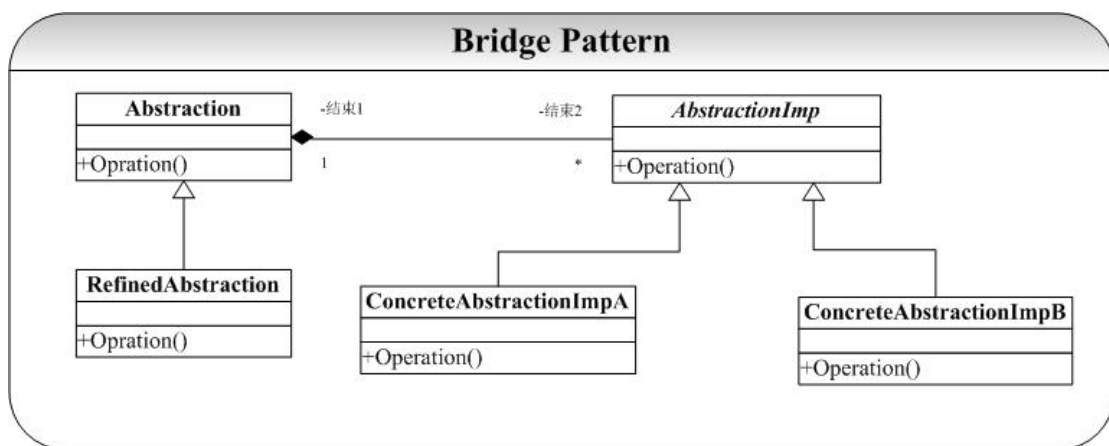 Bridge Pattern
Abstraction
+Opration()
-结束1
1
-结束2
*
AbstractionImp
+Operation()
RefinedAbstraction
+Opration()
ConcreteAbstractionImpA
+Operation()
ConcreteAbstractionImpB
+Operation()